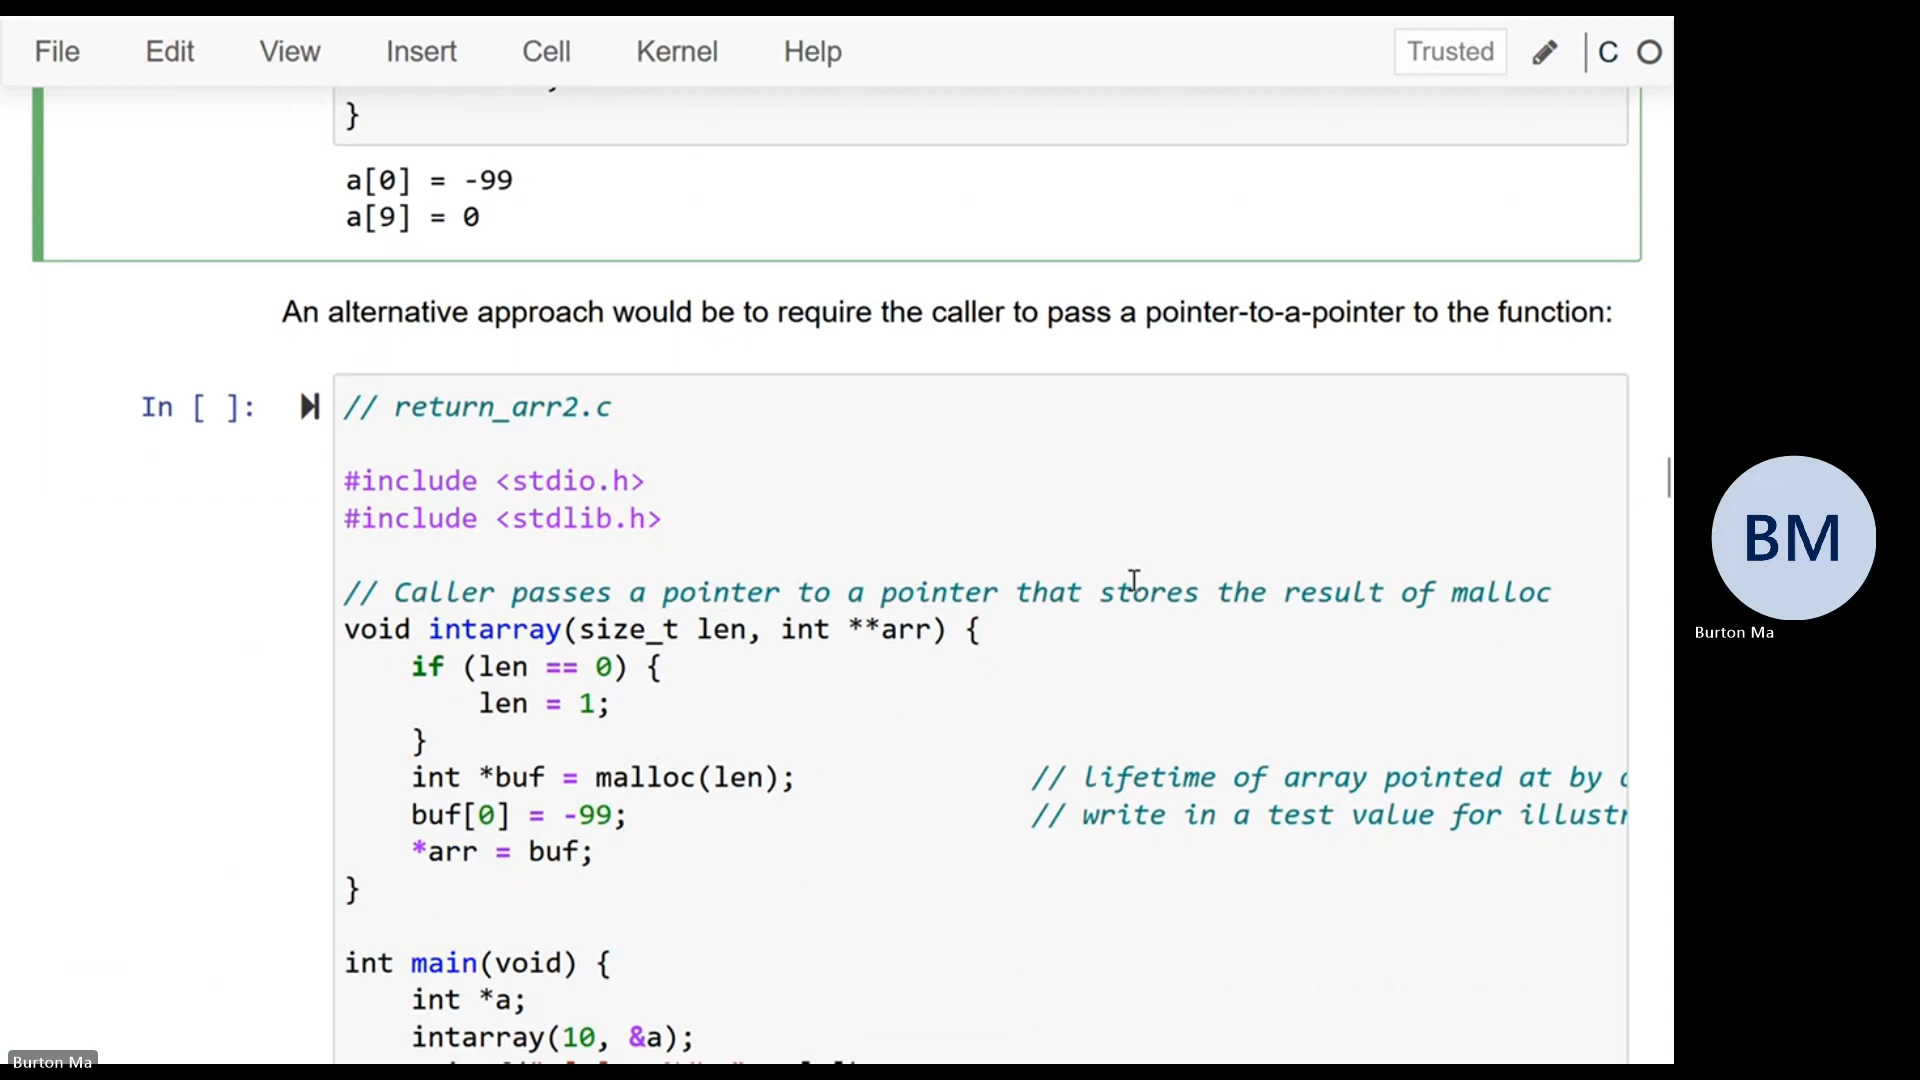 File Edit View Insert Cell Kernel Help Trusted C
}
a[0] = -99
a[9] = 0
An alternative approach would be to require the caller to pass a pointer-to-a-pointer to the function:
In [ ]: // return_arr2.c
#include <stdio.h>
#include <stdlib.h>
// Caller passes a pointer to a pointer that stores the result of malloc
void intarray(size_t len, int **arr) {
if (len == 0) {
len = 1;
}
int *buf = malloc(len); // lifetime of array pointed at by
buf[0] = -99; // write in a test value for illustr
*arr = buf;
}
int main(void) {
int *a;
intarray(10, &a);
BM
Burton Ma
Burton Ma